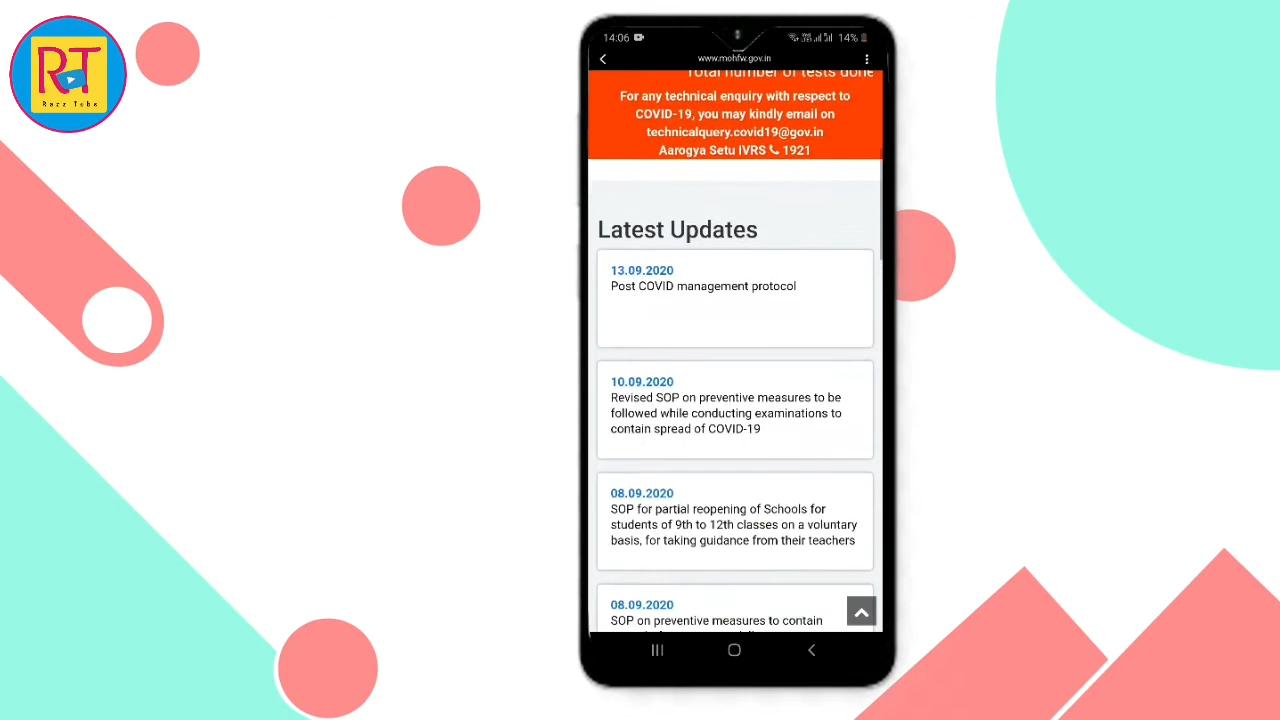 RT
Razz Tube
14:06
14%
www.mohfw.gov.in
Total number of tests done
For any technical enquiry with respect to
COVID-19, you may kindly email on
technicalquery.covid19@gov.in
Aarogya Setu IVRS 1921
Latest Updates
13.09.2020
Post COVID management protocol
10.09.2020
Revised SOP on preventive measures to be
followed while conducting examinations to
contain spread of COVID-19
08.09.2020
SOP for partial reopening of Schools for
students of 9th to 12th classes on a voluntary
basis, for taking guidance from their teachers
08.09.2020
SOP on preventive measures to contain